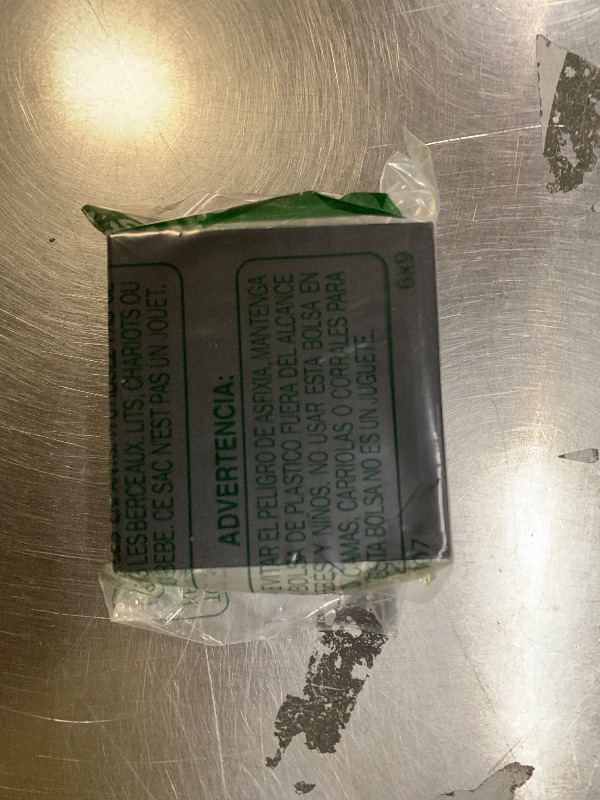 LES BERCEAUX, LITS, CHARIOTS OU
BEBE. CE SAC N'EST PAS UN JOUET.
ADVERTENCIA:
EVITAR EL PELIGRO DE ASFIXIA, MANTENGA
BOLSA DE PLASTICO FUERA DEL ALCANCE
Y NIÑOS. NO USAR ESTA BOLSA EN
CAMAS, CARRIOLAS O CORRALES PARA
ESTA BOLSA NO ES UN JUGUETE.
6x9